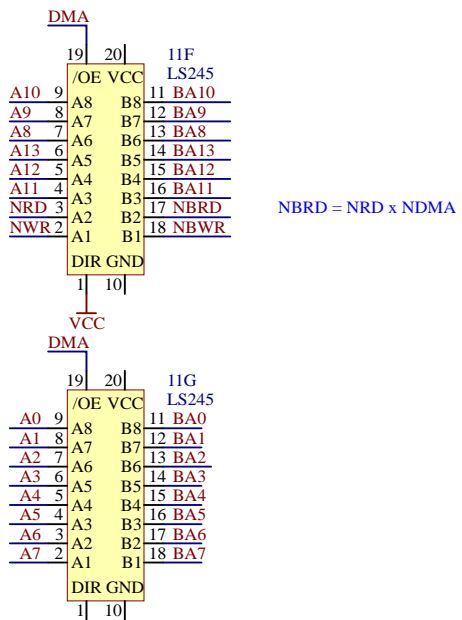 DMA
19 20 11F
/OE VCC LS245
A10 9 A8 B8 11 BA10
A9 8 A7 B7 12 BA9
A8 7 A6 B6 13 BA8
A13 6 A5 B5 14 BA13
A12 5 A4 B4 15 BA12
A11 4 A3 B3 16 BA11
NRD 3 A2 B2 17 NBRD NBRD = NRD x NDMA
NWR 2 A1 B1 18 NBWR
DIR GND
1 10
VCC
DMA
19 20 11G
/OE VCC LS245
A0 9 A8 B8 11 BA0
A1 8 A7 B7 12 BA1
A2 7 A6 B6 13 BA2
A3 6 A5 B5 14 BA3
A4 5 A4 B4 15 BA4
A5 4 A3 B3 16 BA5
A6 3 A2 B2 17 BA6
A7 2 A1 B1 18 BA7
DIR GND
1 10